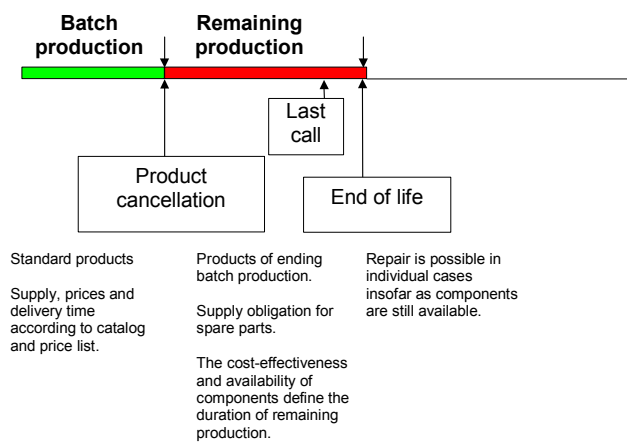 Batch
production
Remaining
production
Last
call
Product
cancellation
End of life
Standard products
Supply, prices and
delivery time
according to catalog
and price list.
Products of ending
batch production.
Supply obligation for
spare parts.
The cost-effectiveness
and availability of
components define the
duration of remaining
production.
Repair is possible in
individual cases
insofar as components
are still available.